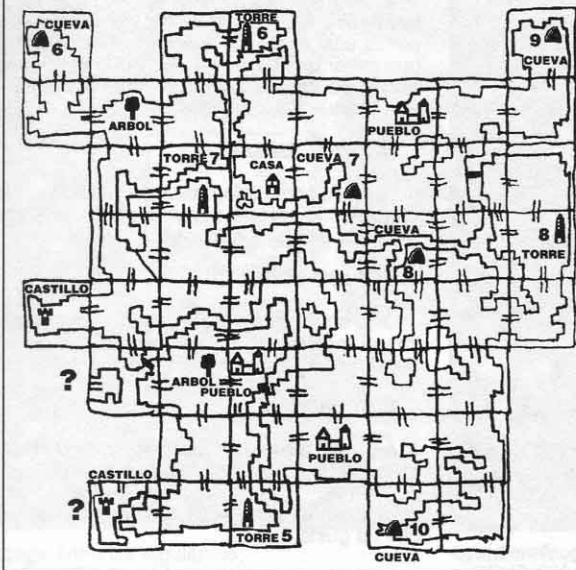 CUEVA
6
TORRE
6
9
CUEVA
ARBOL
PUEBLO
TORRE 7
CASA
CUEVA 7
CUEVA
8
8
TORRE
CASTILLO
?
ARBOL
PUEBLO
PUEBLO
CASTILLO
?
TORRE 5
10
CUEVA